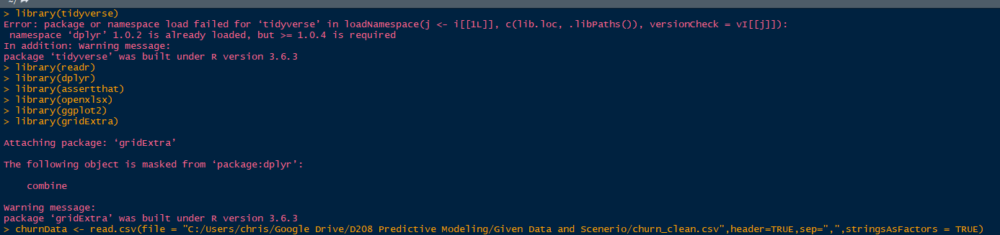 ~/
> library(tidyverse)
Error: package or namespace load failed for ‘tidyverse’ in loadNamespace(j <- i[[1L]], c(lib.loc, .libPaths()), versionCheck = vI[[j]]):
 namespace ‘dplyr’ 1.0.2 is already loaded, but >= 1.0.4 is required
In addition: Warning message:
package ‘tidyverse’ was built under R version 3.6.3
> library(readr)
> library(dplyr)
> library(assertthat)
> library(openxlsx)
> library(ggplot2)
> library(gridExtra)
Attaching package: ‘gridExtra’
The following object is masked from ‘package:dplyr’:
    combine
Warning message:
package ‘gridExtra’ was built under R version 3.6.3
> churnData <- read.csv(file = "C:/Users/chris/Google Drive/D208 Predictive Modeling/Given Data and Scenerio/churn_clean.csv",header=TRUE,sep=",",stringsAsFactors = TRUE)